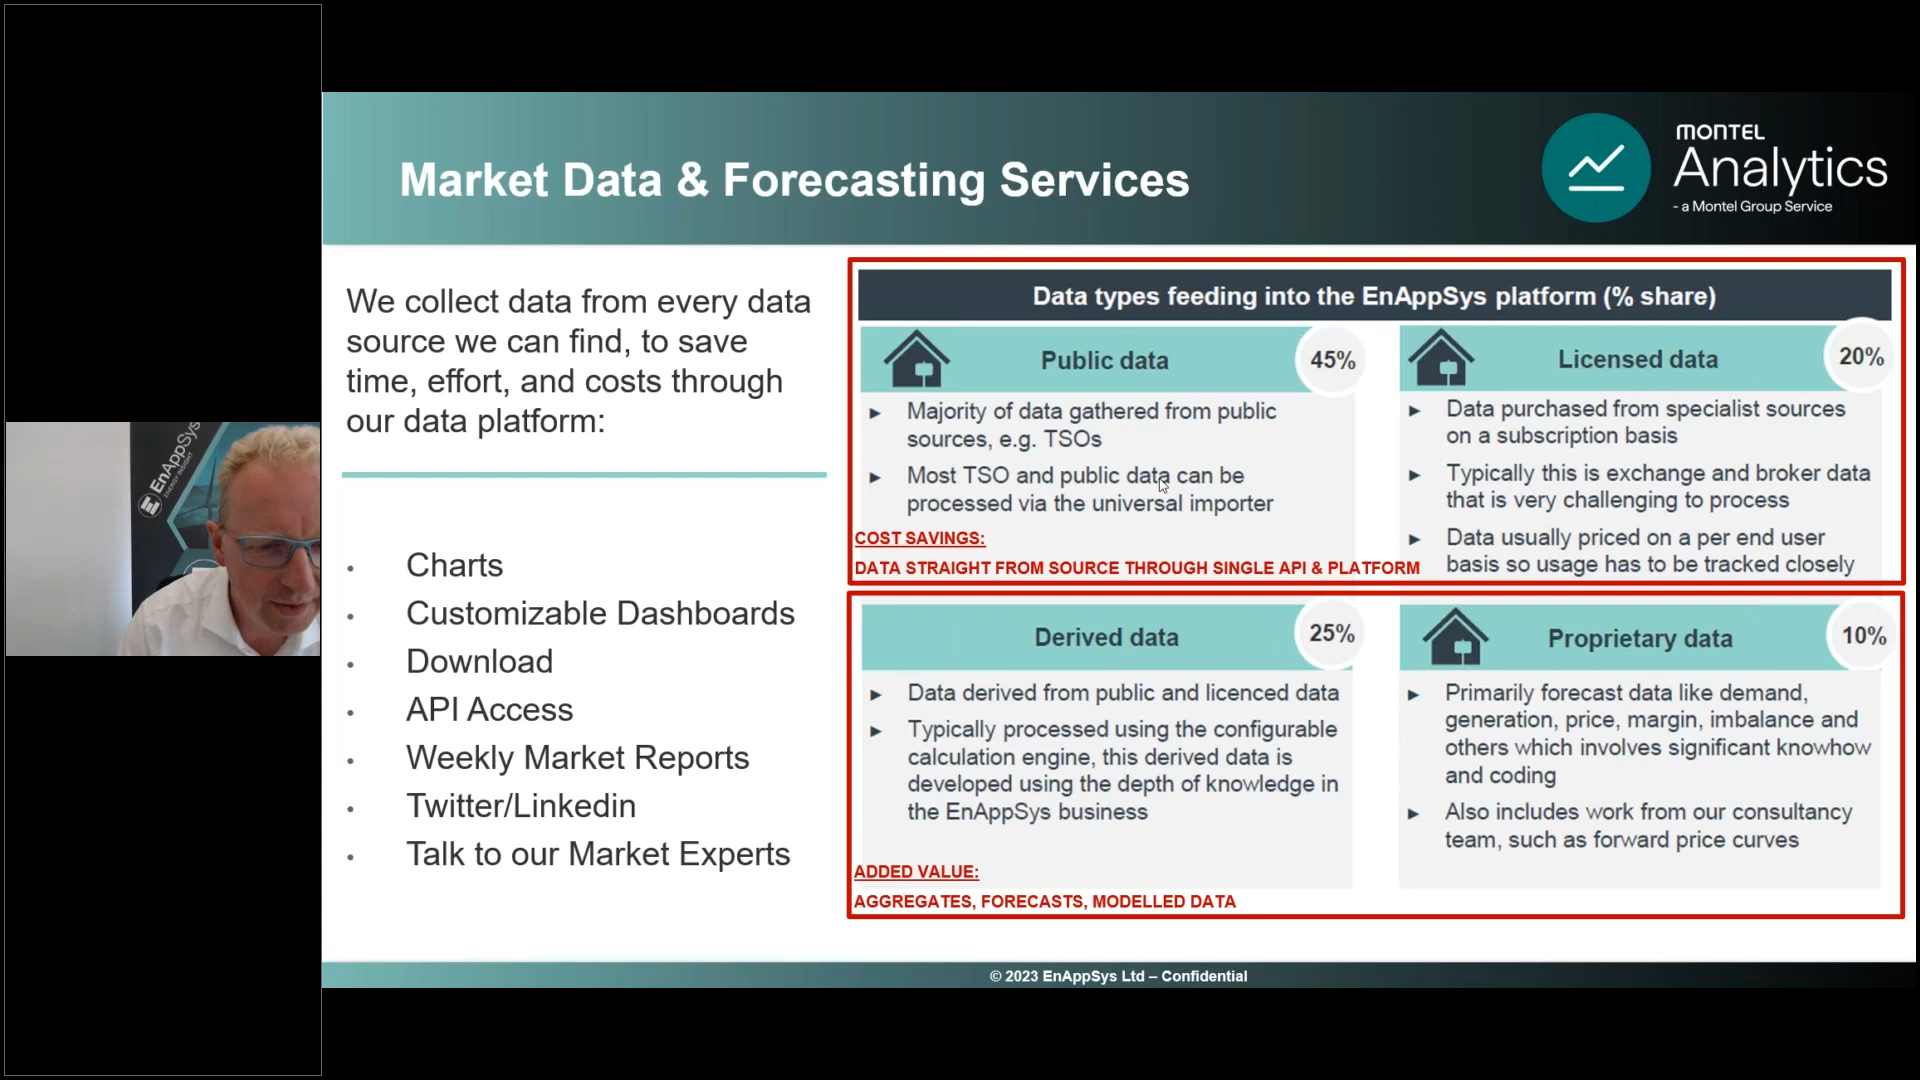 Market Data & Forecasting Services
MONTEL
Analytics
- a Montel Group Service
We collect data from every data
source we can find, to save
time, effort, and costs through
our data platform:
• Charts
• Customizable Dashboards
• Download
• API Access
• Weekly Market Reports
• Twitter/Linkedin
• Talk to our Market Experts
Data types feeding into the EnAppSys platform (% share)
Public data 45%
► Majority of data gathered from public
sources, e.g. TSOs
► Most TSO and public data can be
processed via the universal importer
COST SAVINGS:
DATA STRAIGHT FROM SOURCE THROUGH SINGLE API & PLATFORM
Licensed data 20%
► Data purchased from specialist sources
on a subscription basis
► Typically this is exchange and broker data
that is very challenging to process
► Data usually priced on a per end user
basis so usage has to be tracked closely
Derived data 25%
► Data derived from public and licenced data
► Typically processed using the configurable
calculation engine, this derived data is
developed using the depth of knowledge in
the EnAppSys business
ADDED VALUE:
AGGREGATES, FORECASTS, MODELLED DATA
Proprietary data 10%
► Primarily forecast data like demand,
generation, price, margin, imbalance and
others which involves significant knowhow
and coding
► Also includes work from our consultancy
team, such as forward price curves
© 2023 EnAppSys Ltd – Confidential
EnAppSys
ENERGY INSIGHT